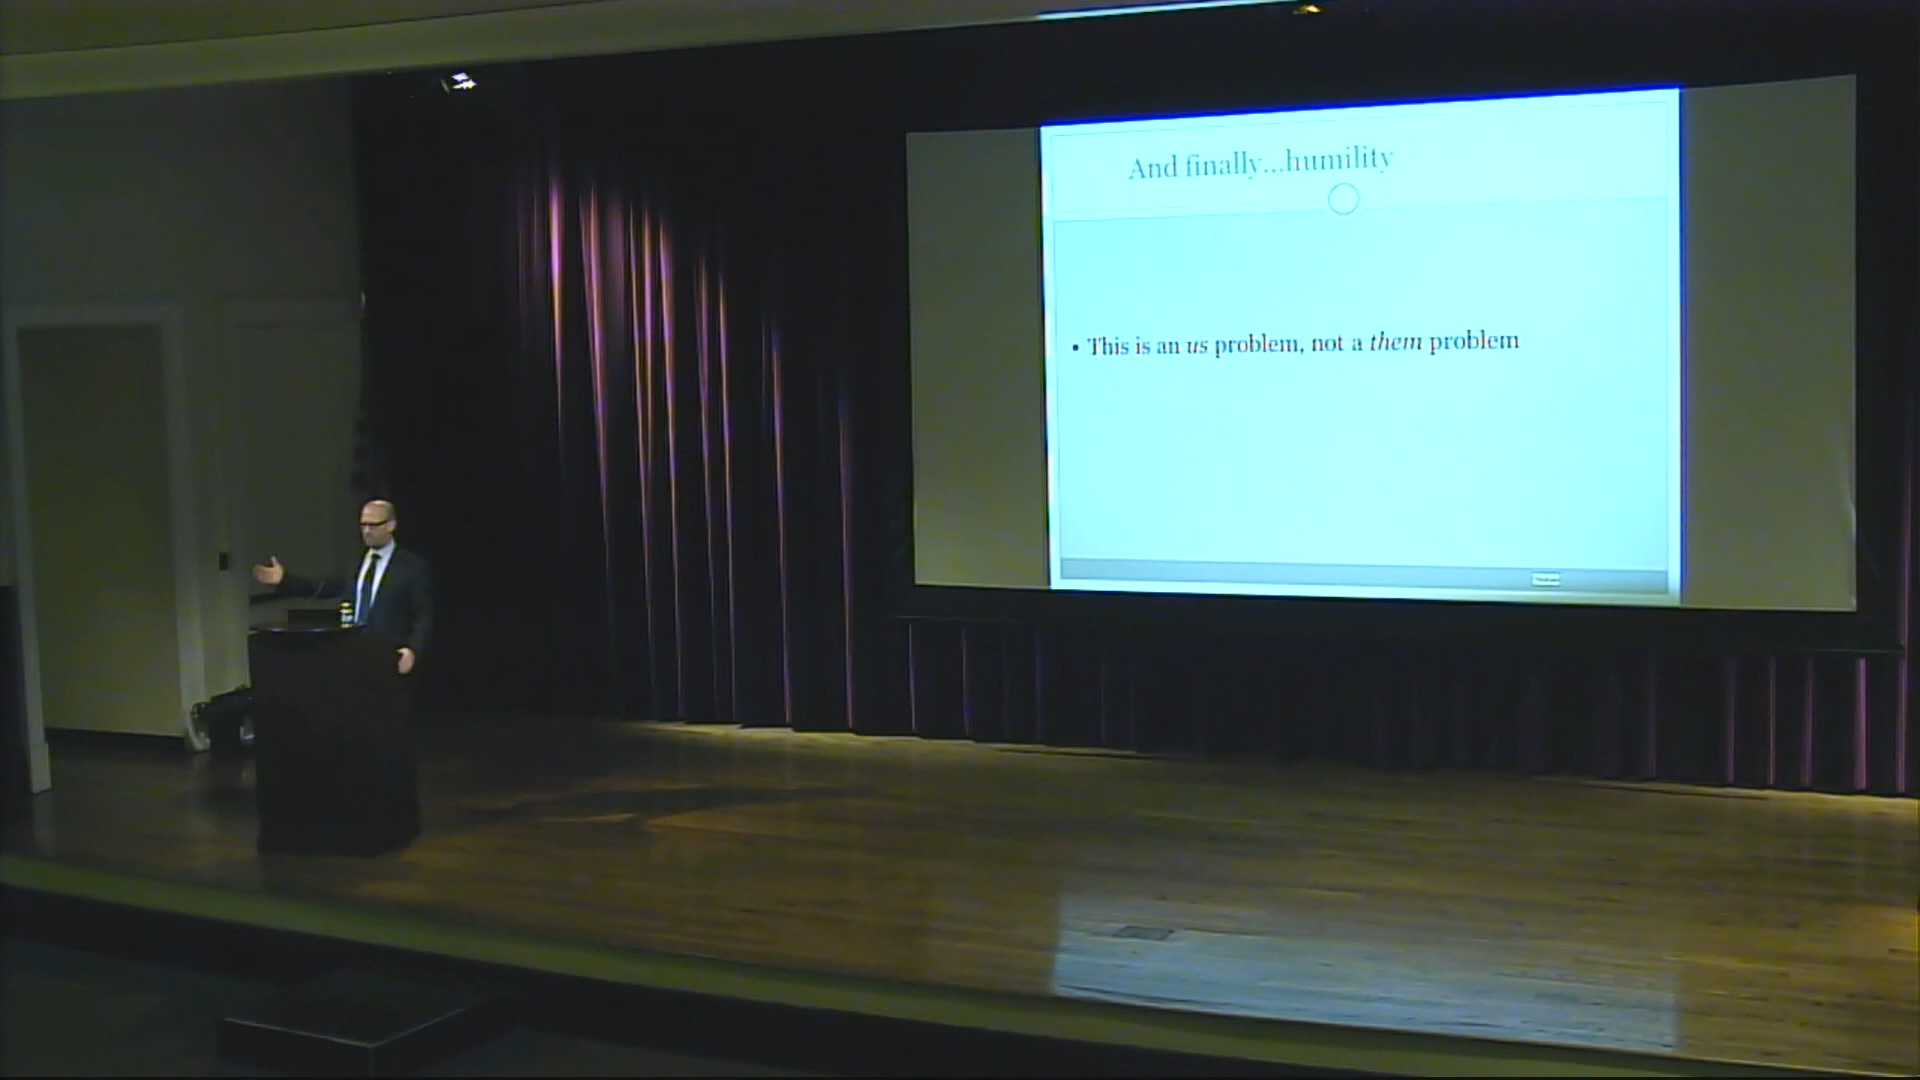 And finally...humility
• This is an us problem, not a them problem